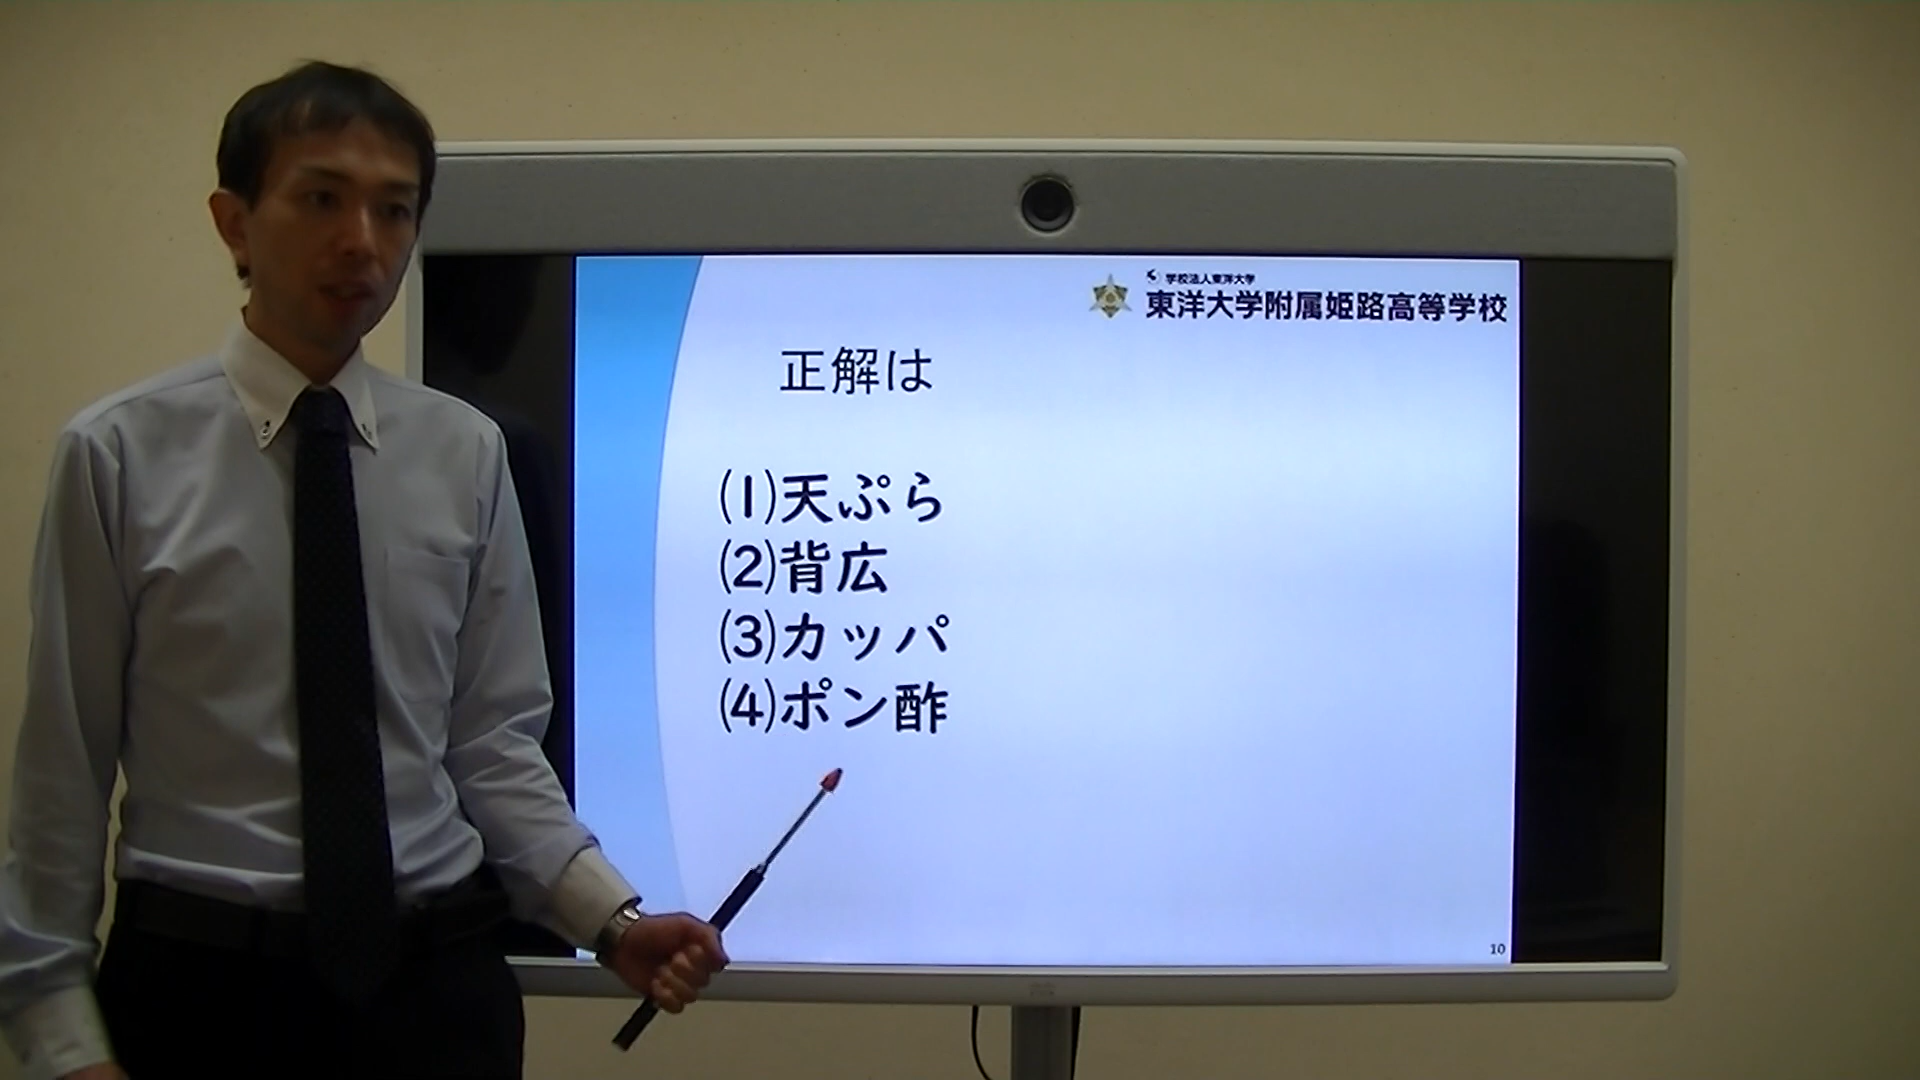 学校法人東洋大学
東洋大学附属姫路高等学校
正解は
(1)天ぷら
(2)背広
(3)カッパ
(4)ポン酢
10